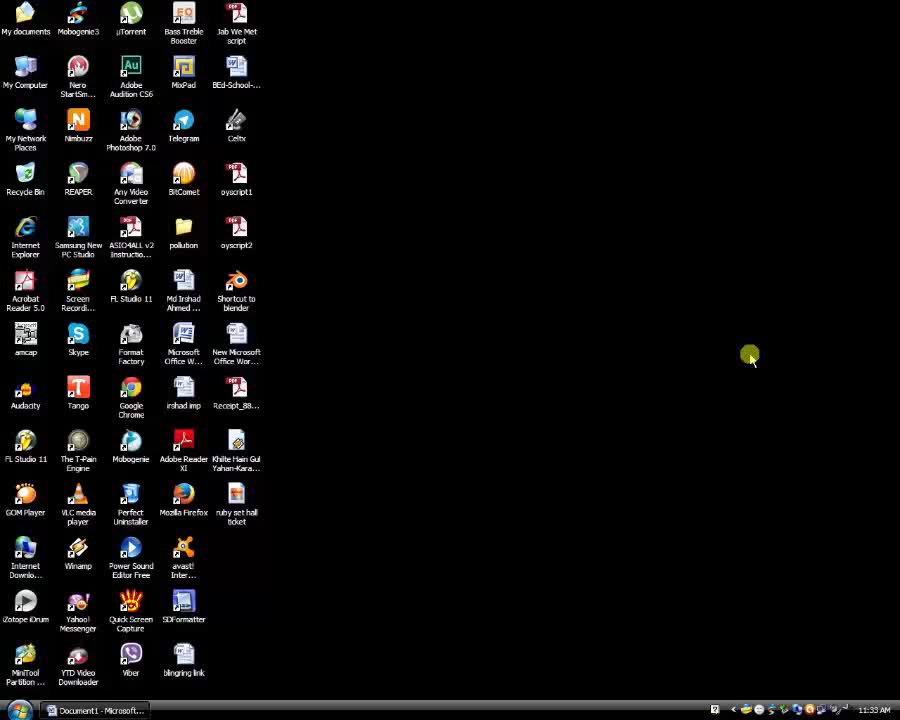 My documents
Mobogenie3
µTorrent
Bass Treble
Booster
Jab We Met
script
My Computer
Nero
StartSm...
Adobe
Audition CS6
MixPad
BEd-School-...
My Network
Places
Nimbuzz
Adobe
Photoshop 7.0
Telegram
Celtx
Recycle Bin
REAPER
Any Video
Converter
BitComet
oyscript1
Internet
Explorer
Samsung New
PC Studio
ASIO4ALL v2
Instructio...
pollution
oyscript2
Acrobat
Reader 5.0
Screen
Recordi...
FL Studio 11
Md Irshad
Ahmed ...
Shortcut to
blender
amcap
Skype
Format
Factory
Microsoft
Office W...
New Microsoft
Office Wor...
Audacity
Tango
Google
Chrome
irshad imp
Receipt_88...
FL Studio 11
The T-Pain
Engine
Mobogenie
Adobe Reader
XI
Khilte Hain Gul
Yahan-Kara...
GOM Player
VLC media
player
Perfect
Uninstaller
Mozilla Firefox
ruby set hall
ticket
Internet
Downlo...
Winamp
Power Sound
Editor Free
avast!
Inter...
iZotope iDrum
Yahoo!
Messenger
Quick Screen
Capture
SDFormatter
MiniTool
Partition ...
YTD Video
Downloader
Viber
blingring link
Document1 - Microsoft...
11:33 AM